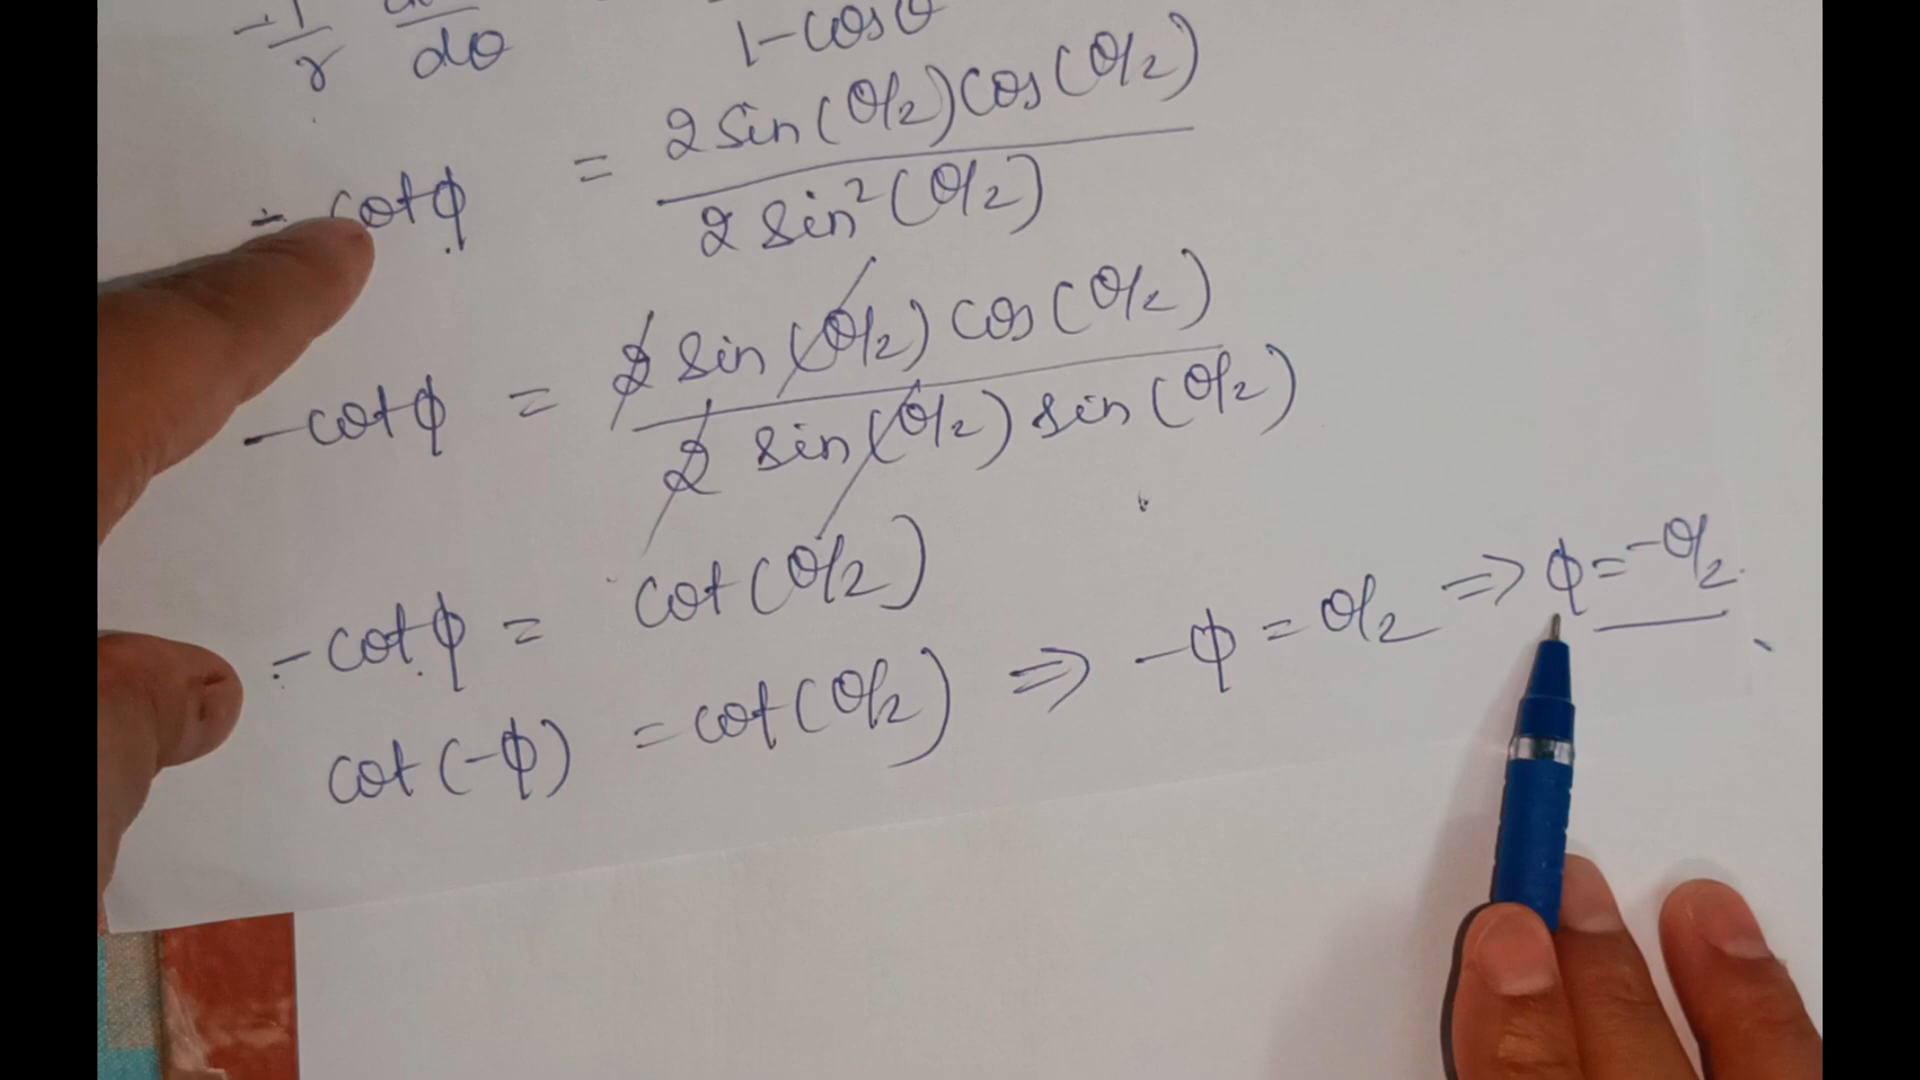 -1/r d/dθ 1-cosθ
-cotϕ = 2 sin(θ/2) cos(θ/2) / 2 sin²(θ/2)
-cotϕ = 2 sin(θ/2) cos(θ/2) / 2 sin(θ/2) sin(θ/2)
-cotϕ = cot(θ/2)
cot(-ϕ) = cot(θ/2) ⇒ -ϕ = θ/2 ⇒ ϕ = -θ/2